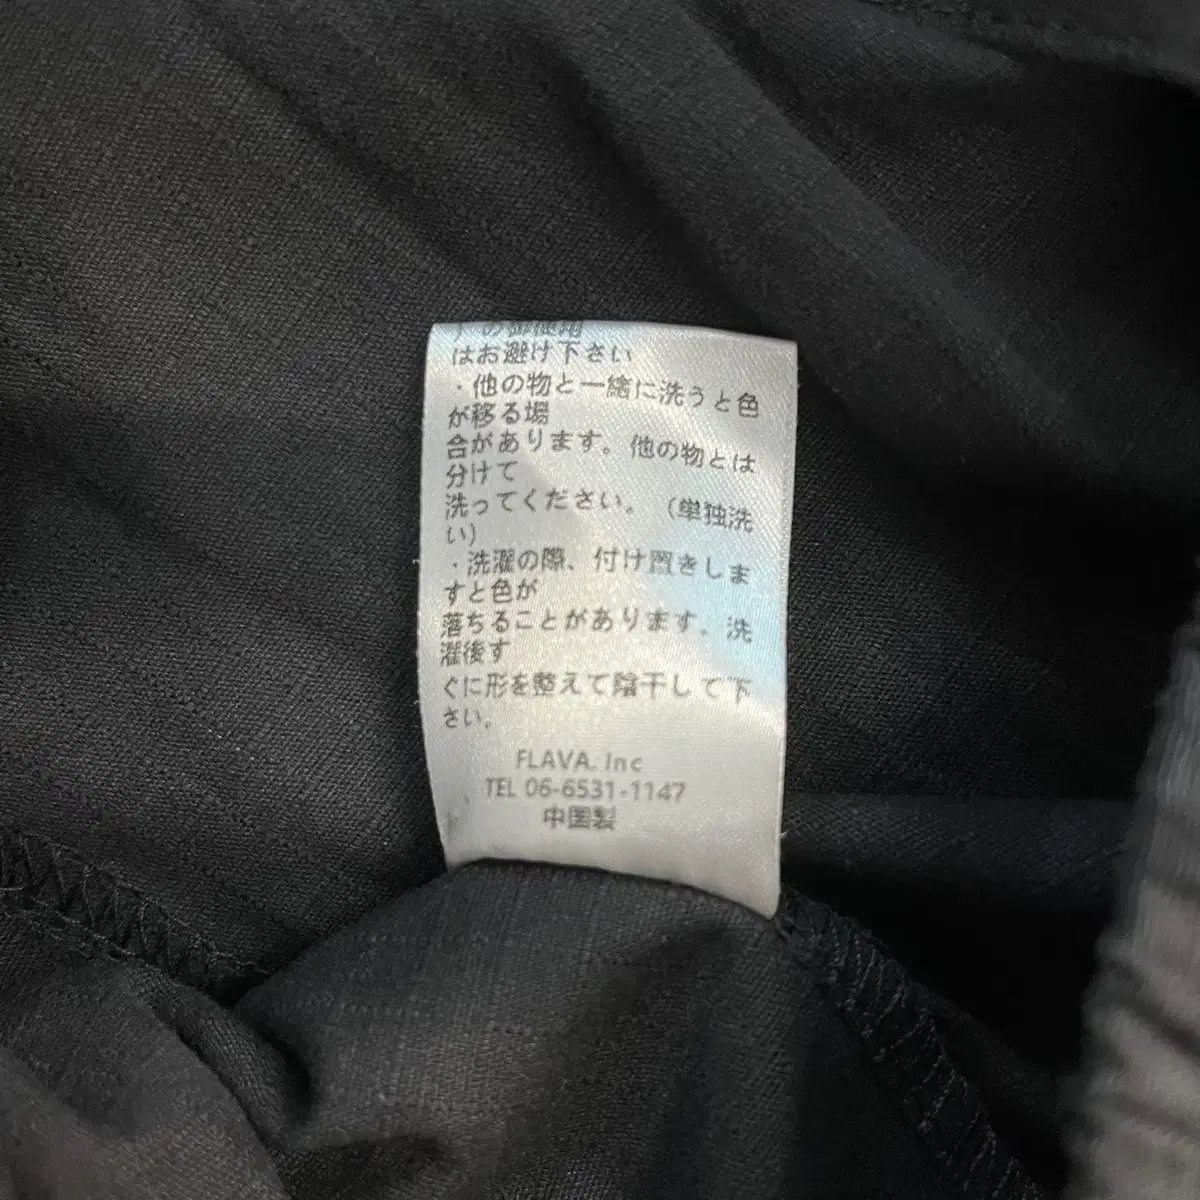 の御使用
はお避け下さい
・他の物と一緒に洗うと色
が移る場
合があります。他の物とは
分けて
洗ってください。（単独洗
い）
・洗濯の際、付け置きしま
すと色が
落ちることがあります。洗
濯後す
ぐに形を整えて陰干して下
さい。
FLAVA. Inc
TEL 06-6531-1147
中国製